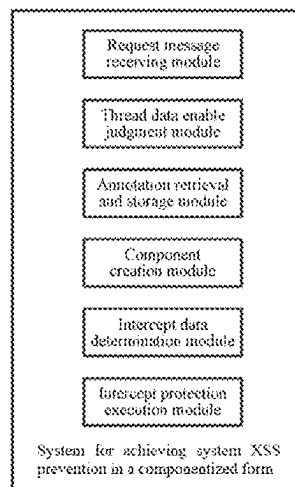 Request message
receiving module
Thread data enable
judgment module
Annotation retrieval
and storage module
Component
creation module
Intercept data
determination module
Intercept protection
execution module
System for achieving system XSS
prevention in a componentized form